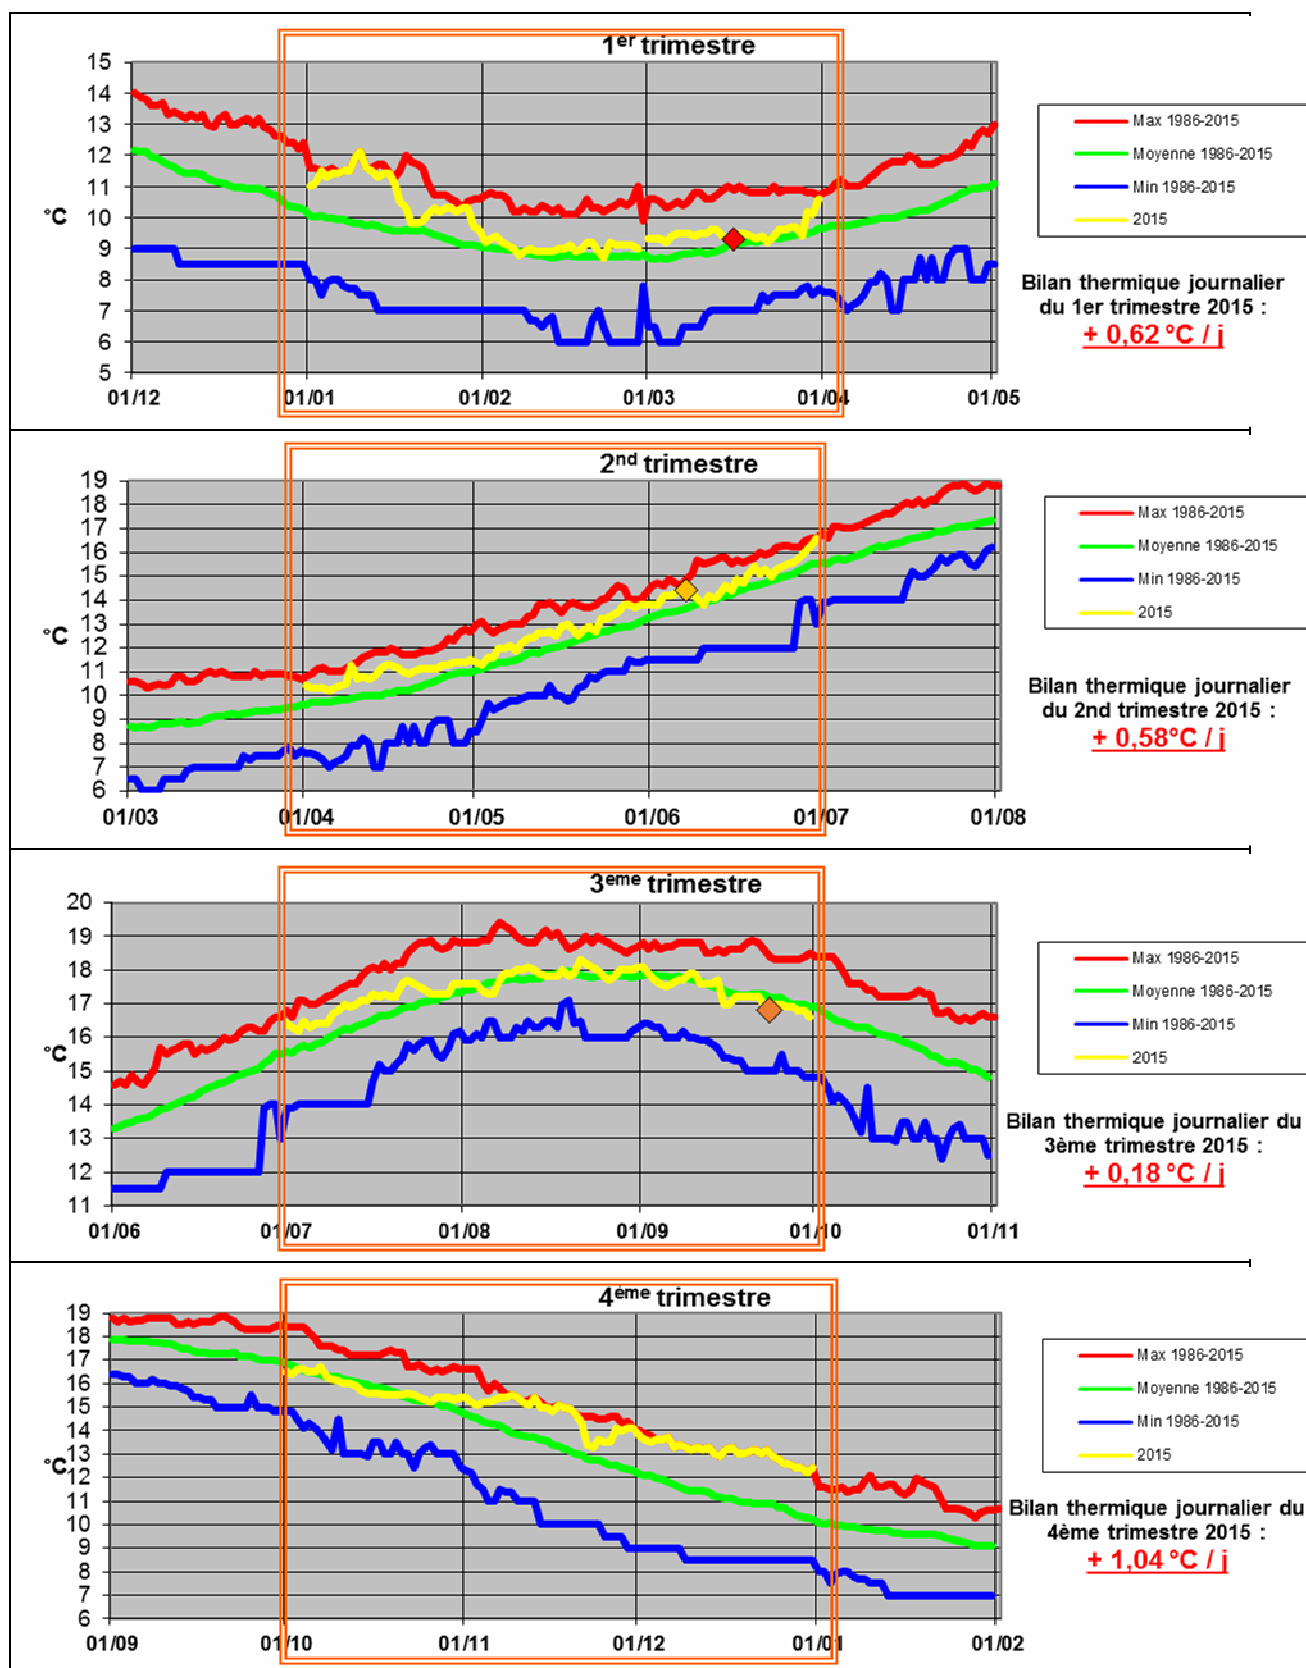 1er trimestre
15
14
13
12
11
10
9
8
7
6
5
°C
01/12 01/01 01/02 01/03 01/04 01/05
Max 1986-2015
Moyenne 1986-2015
Min 1986-2015
2015
Bilan thermique journalier
du 1er trimestre 2015 :
+ 0,62 °C / j
2nd trimestre
19
18
17
16
15
14
13
12
11
10
9
8
7
6
°C
01/03 01/04 01/05 01/06 01/07 01/08
Max 1986-2015
Moyenne 1986-2015
Min 1986-2015
2015
Bilan thermique journalier
du 2nd trimestre 2015 :
+ 0,58°C / j
3eme trimestre
20
19
18
17
16
15
14
13
12
11
°C
01/06 01/07 01/08 01/09 01/10 01/11
Max 1986-2015
Moyenne 1986-2015
Min 1986-2015
2015
Bilan thermique journalier du
3ème trimestre 2015 :
+ 0,18 °C / j
4ème trimestre
19
18
17
16
15
14
13
12
11
10
9
8
7
6
°C
01/09 01/10 01/11 01/12 01/01 01/02
Max 1986-2015
Moyenne 1986-2015
Min 1986-2015
2015
Bilan thermique journalier du
4ème trimestre 2015 :
+ 1,04 °C / j